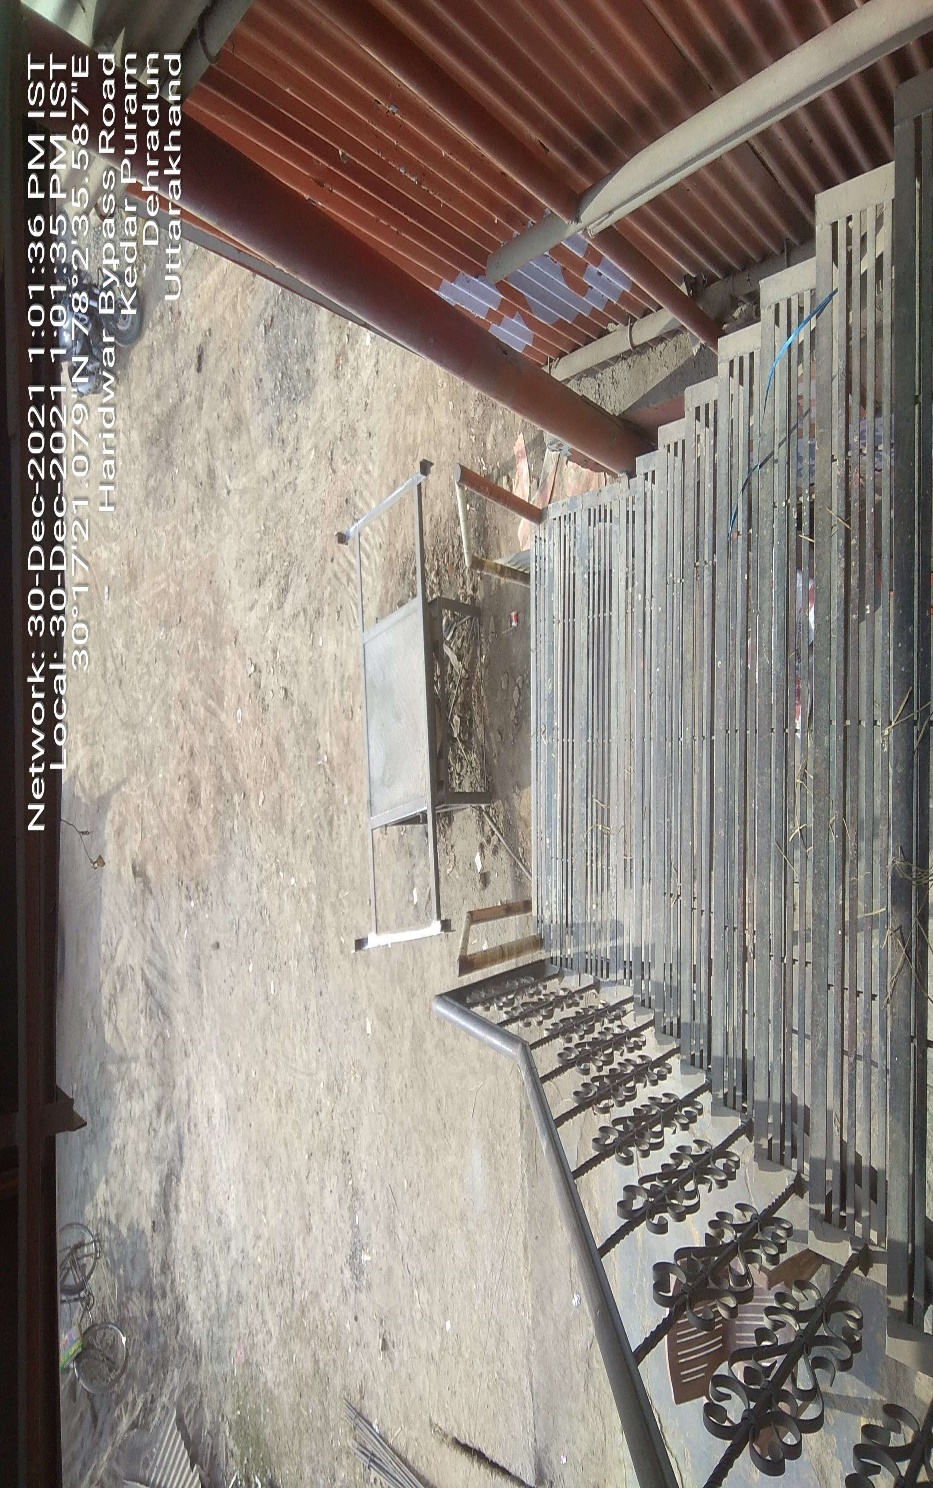 Network: 30-Dec-2021 1:01:36 PM IST
Local: 30-Dec-2021 1:01:35 PM IST
30°17'21.079"N 78°2'35.587"E
Haridwar Bypass Road
Kedar Puram
Dehradun
Uttarakhand